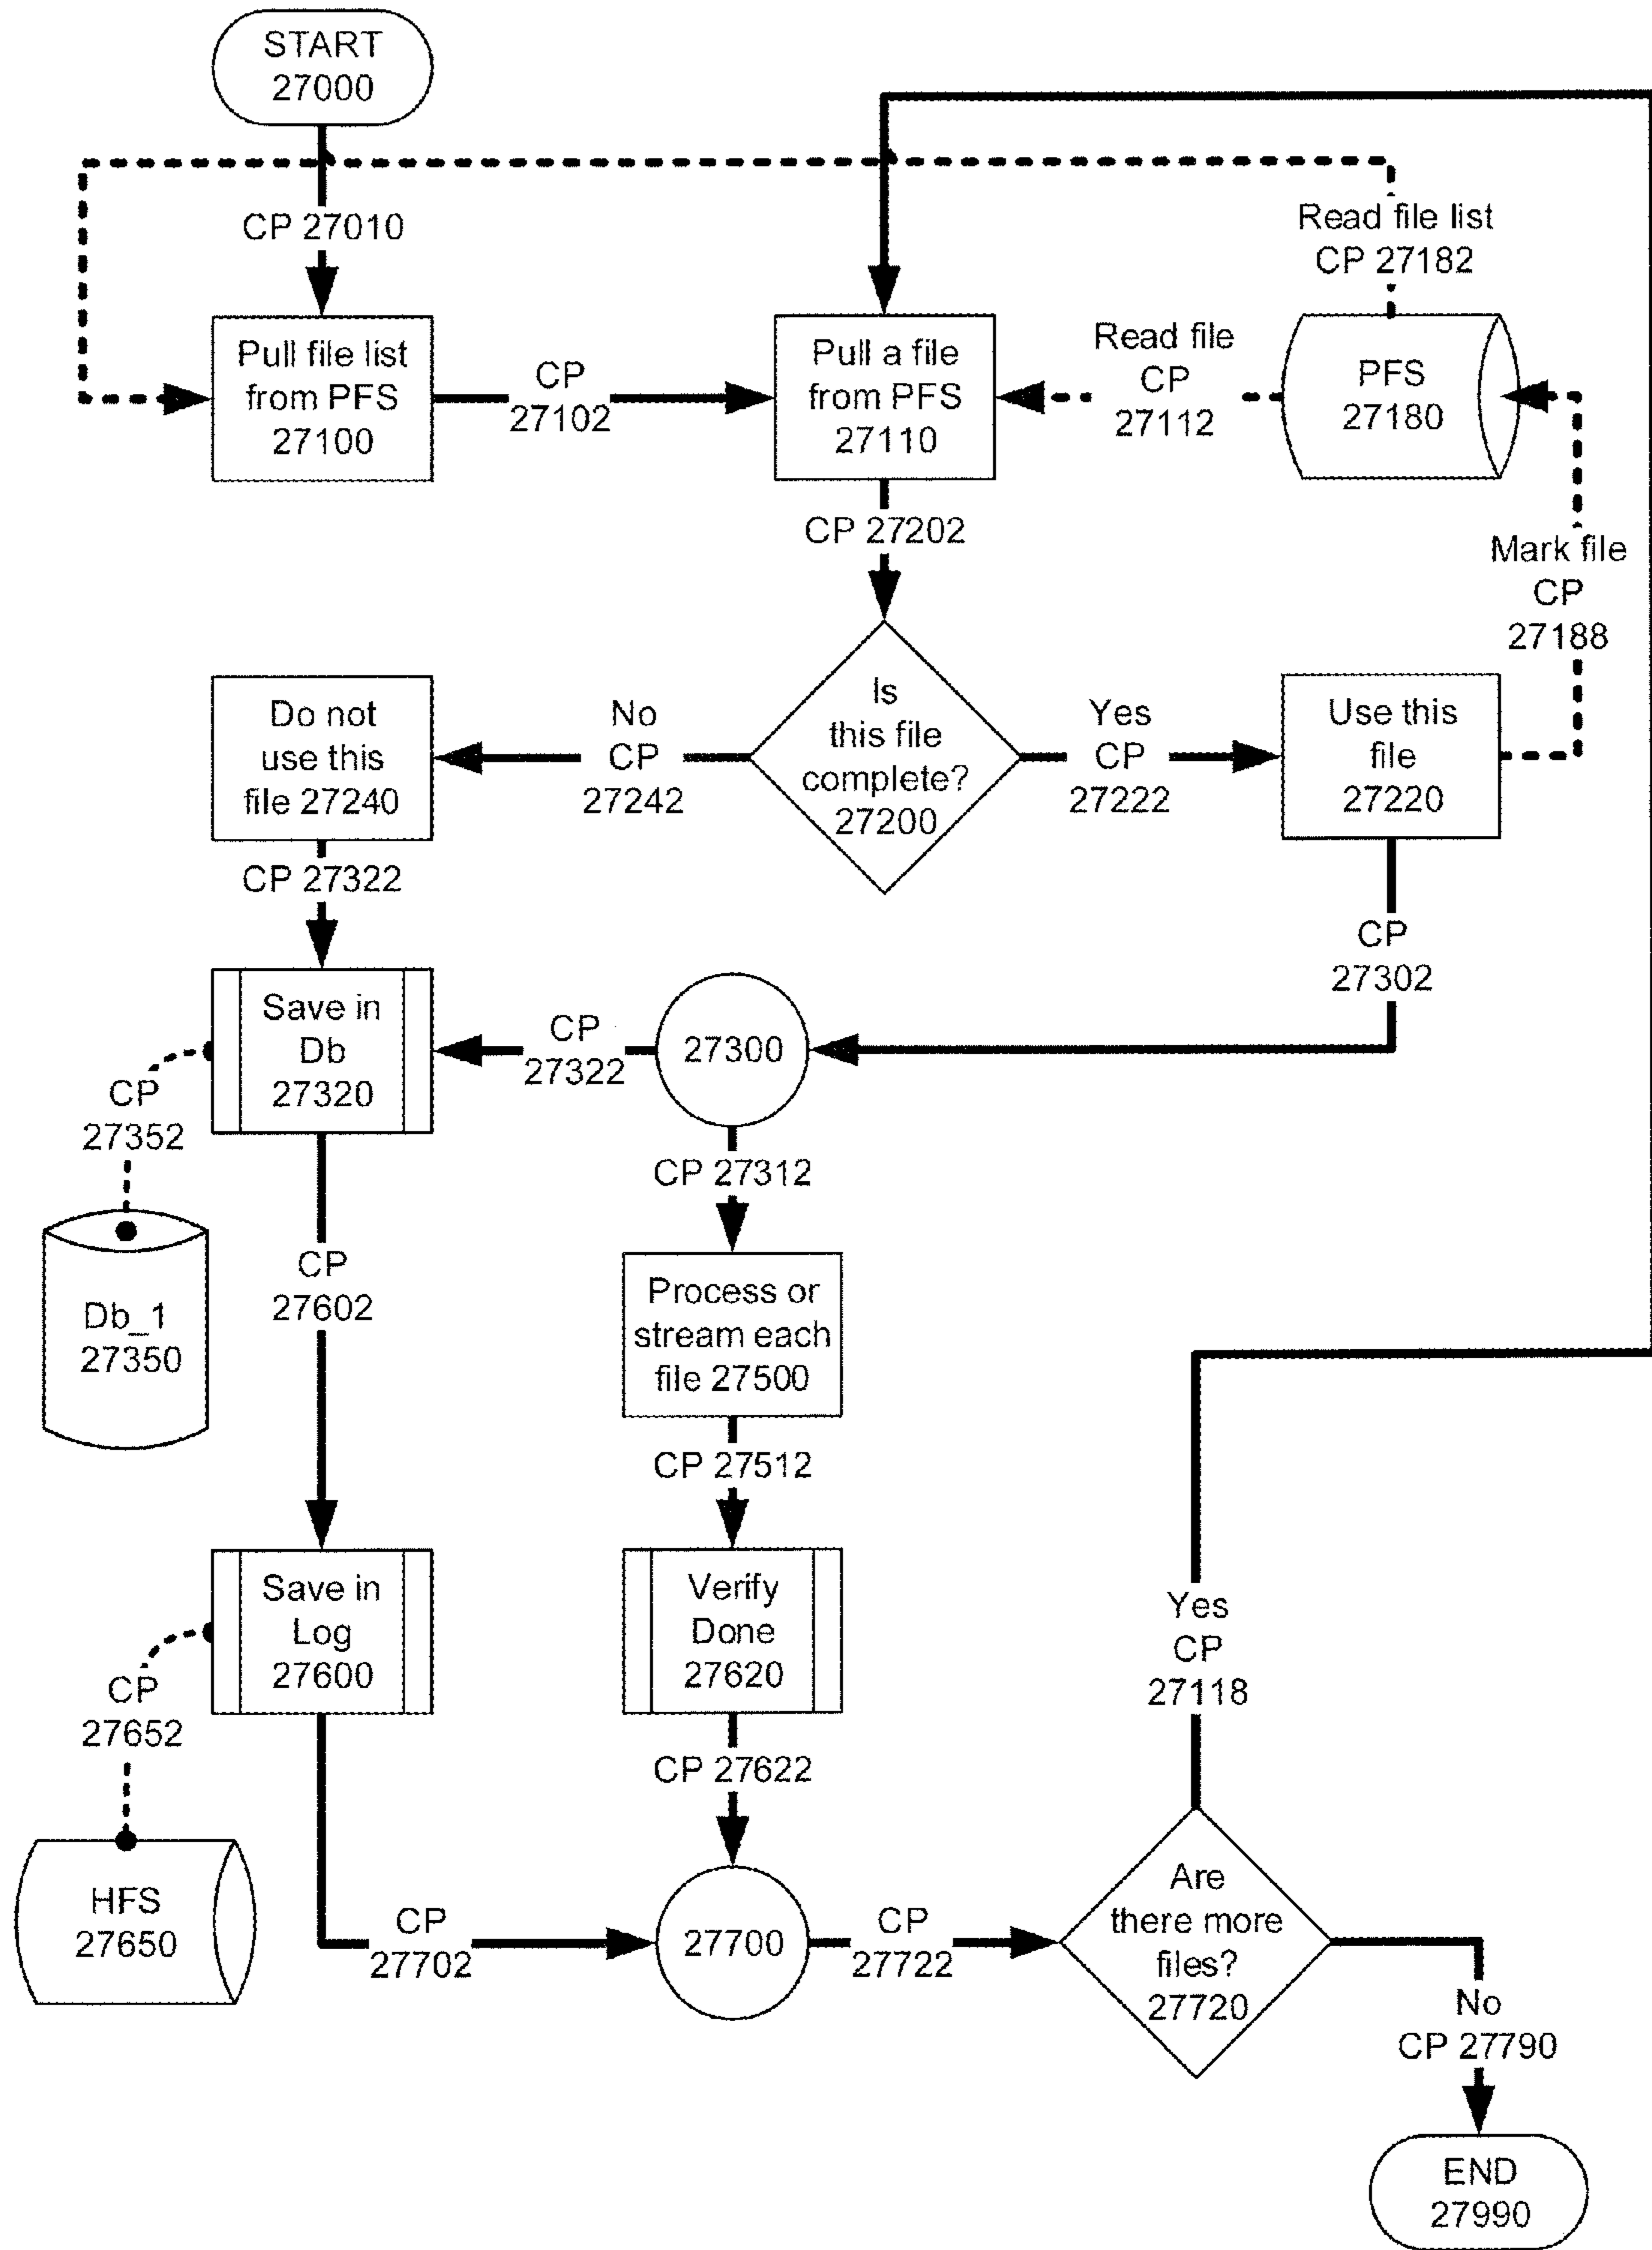 START
27000
CP 27010
Read file list
CP 27182
Pull file list
from PFS
27100
CP
27102
Pull a file
from PFS
27110
Read file
CP
27112
PFS
27180
CP 27202
Mark file
CP
27188
Do not
use this
file 27240
No
CP
27242
Is
this file
complete?
27200
Yes
CP
27222
Use this
file
27220
CP 27322
CP
27302
Save in
Db
27320
CP
27322
27300
CP
27352
CP 27312
Db_1
27350
CP
27602
Process or
stream each
file 27500
CP 27512
Save in
Log
27600
Verify
Done
27620
Yes
CP
27118
CP
27652
CP 27622
HFS
27650
CP
27702
27700
CP
27722
Are
there more
files?
27720
No
CP 27790
END
27990